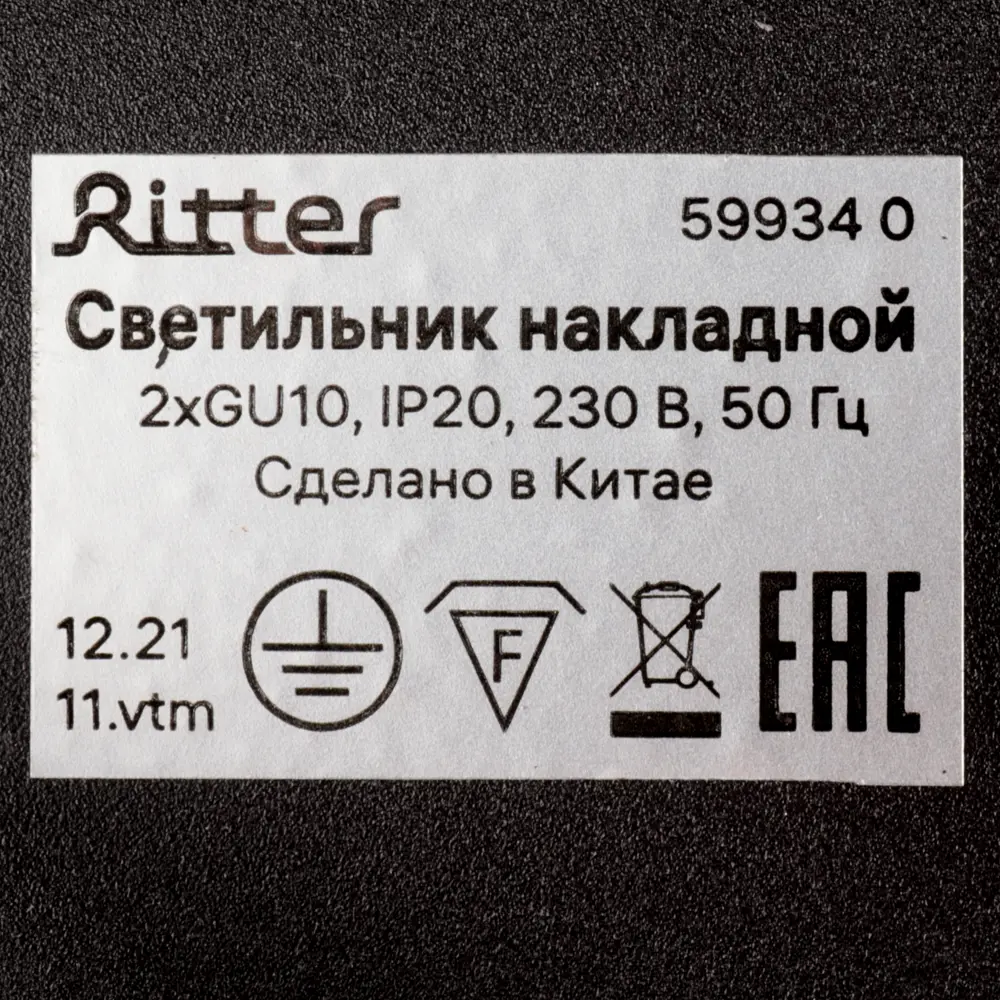 Ritter 59934 0
Светильник накладной
2xGU10, IP20, 230 В, 50 Гц
Сделано в Китае
12.21
11.vtm
F
EAC